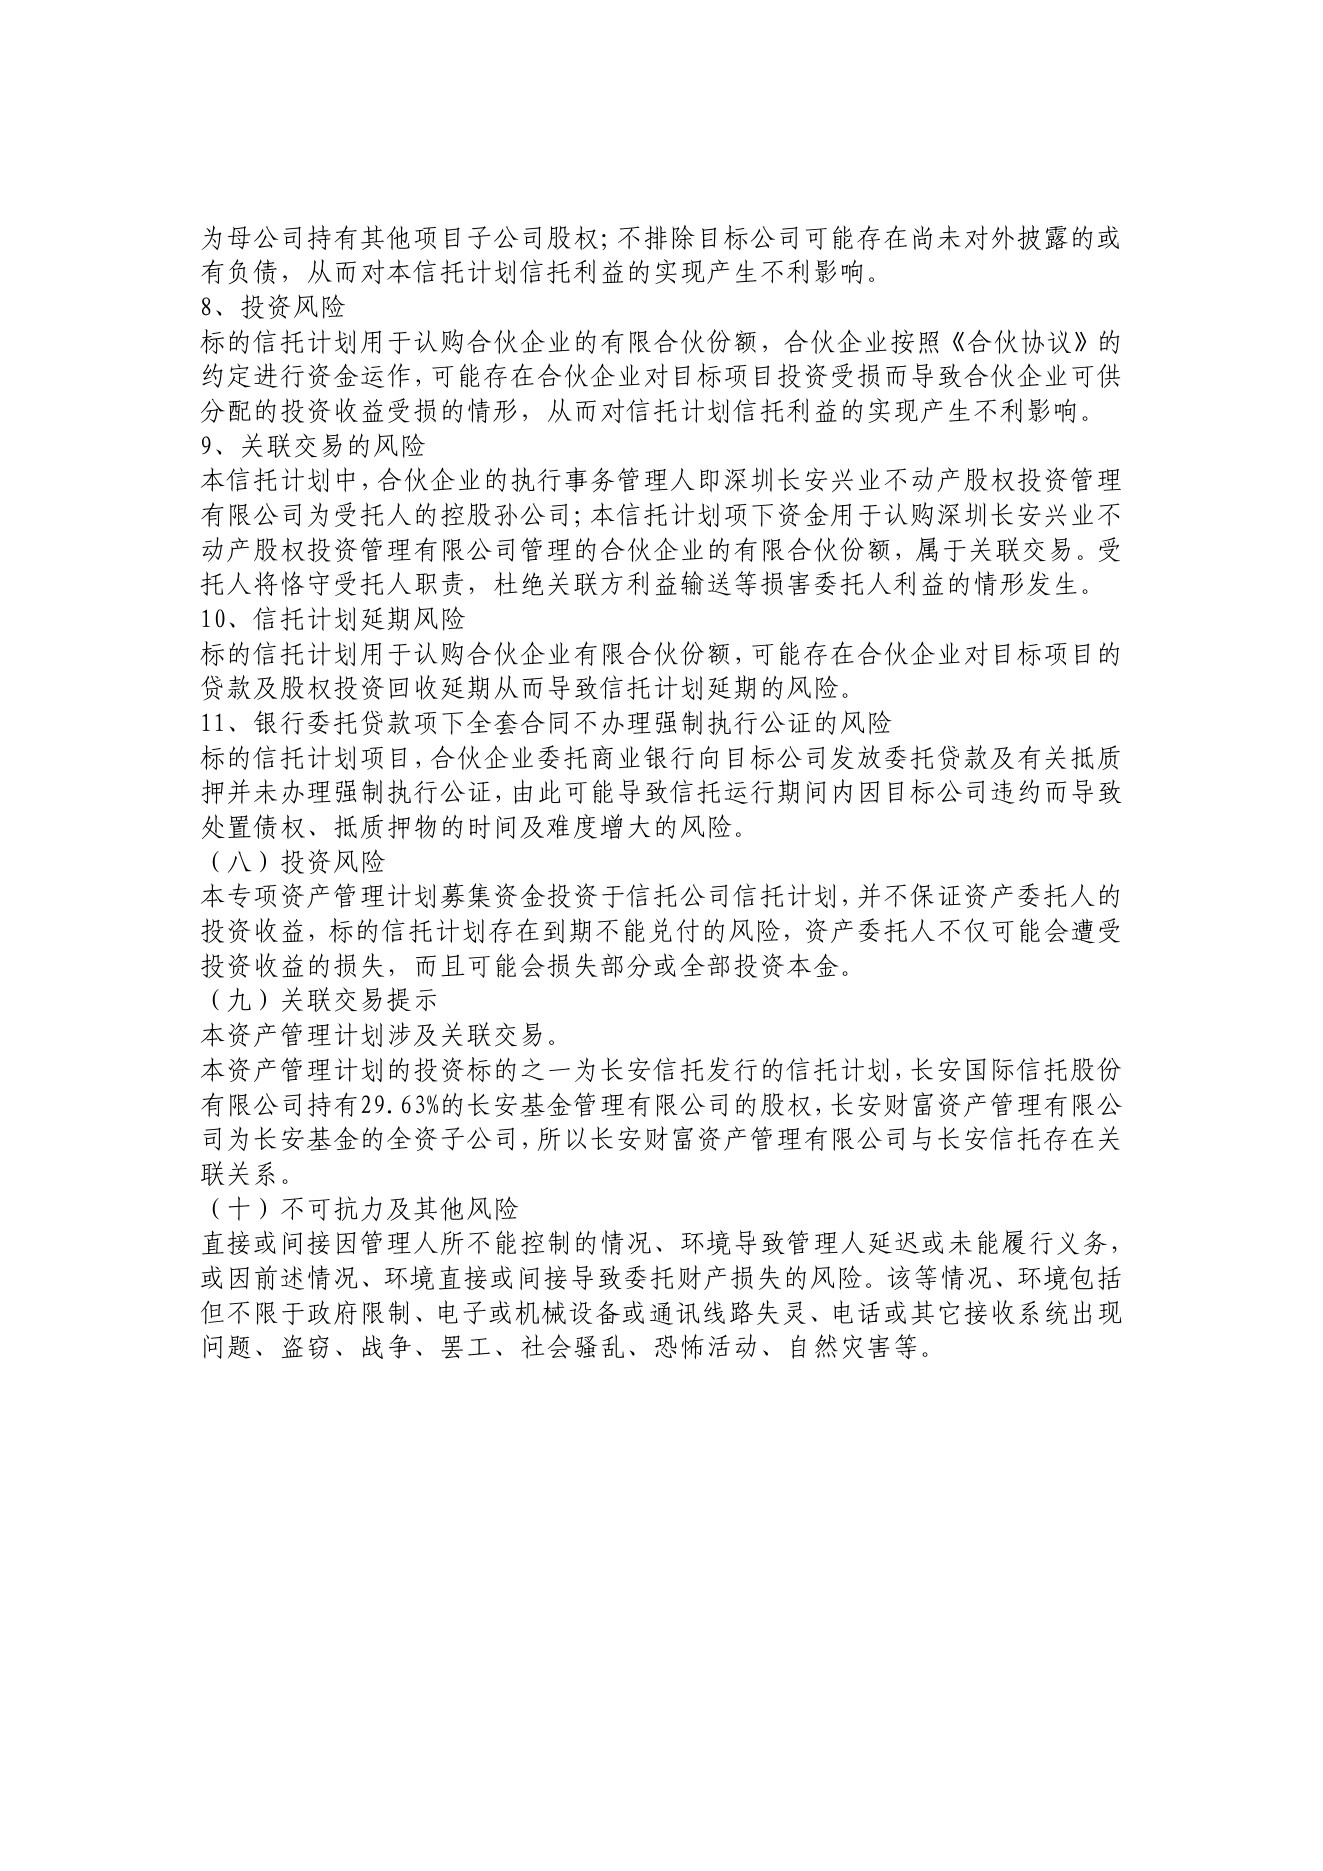 为母公司持有其他项目子公司股权；不排除目标公司可能存在尚未对外披露的或
有负债，从而对本信托计划信托利益的实现产生不利影响。
8、投资风险
标的信托计划用于认购合伙企业的有限合伙份额，合伙企业按照《合伙协议》的
约定进行资金运作，可能存在合伙企业对目标项目投资受损而导致合伙企业可供
分配的投资收益受损的情形，从而对信托计划信托利益的实现产生不利影响。
9、关联交易的风险
本信托计划中，合伙企业的执行事务管理人即深圳长安兴业不动产股权投资管理
有限公司为受托人的控股孙公司；本信托计划项下资金用于认购深圳长安兴业不
动产股权投资管理有限公司管理的合伙企业的有限合伙份额，属于关联交易。受
托人将恪守受托人职责，杜绝关联方利益输送等损害委托人利益的情形发生。
10、信托计划延期风险
标的信托计划用于认购合伙企业有限合伙份额，可能存在合伙企业对目标项目的
贷款及股权投资回收延期从而导致信托计划延期的风险。
11、银行委托贷款项下全套合同不办理强制执行公证的风险
标的信托计划项目，合伙企业委托商业银行向目标公司发放委托贷款及有关抵质
押并未办理强制执行公证，由此可能导致信托运行期间内因目标公司违约而导致
处置债权、抵质押物的时间及难度增大的风险。
（八）投资风险
本专项资产管理计划募集资金投资于信托公司信托计划，并不保证资产委托人的
投资收益，标的信托计划存在到期不能兑付的风险，资产委托人不仅可能会遭受
投资收益的损失，而且可能会损失部分或全部投资本金。
（九）关联交易提示
本资产管理计划涉及关联交易。
本资产管理计划的投资标的之一为长安信托发行的信托计划，长安国际信托股份
有限公司持有29.63%的长安基金管理有限公司的股权，长安财富资产管理有限公
司为长安基金的全资子公司，所以长安财富资产管理有限公司与长安信托存在关
联关系。
（十）不可抗力及其他风险
直接或间接因管理人所不能控制的情况、环境导致管理人延迟或未能履行义务，
或因前述情况、环境直接或间接导致委托财产损失的风险。该等情况、环境包括
但不限于政府限制、电子或机械设备或通讯线路失灵、电话或其它接收系统出现
问题、盗窃、战争、罢工、社会骚乱、恐怖活动、自然灾害等。